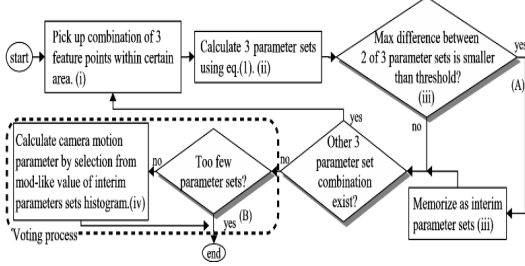 start
Pick up combination of 3
feature points within certain
area. (i)
Calculate 3 parameter sets
using eq.(1). (ii)
Max difference between
2 of 3 parameter sets is smaller
than threshold?
(iii)
yes
(A)
no
Memorize as interim
parameter sets (iii)
Other 3
parameter set
combination
exist?
yes
no
Too few
parameter sets?
no
yes
(B)
Calculate camera motion
parameter by selection from
mod-like value of interim
parameters sets histogram.(iv)
Voting process
end